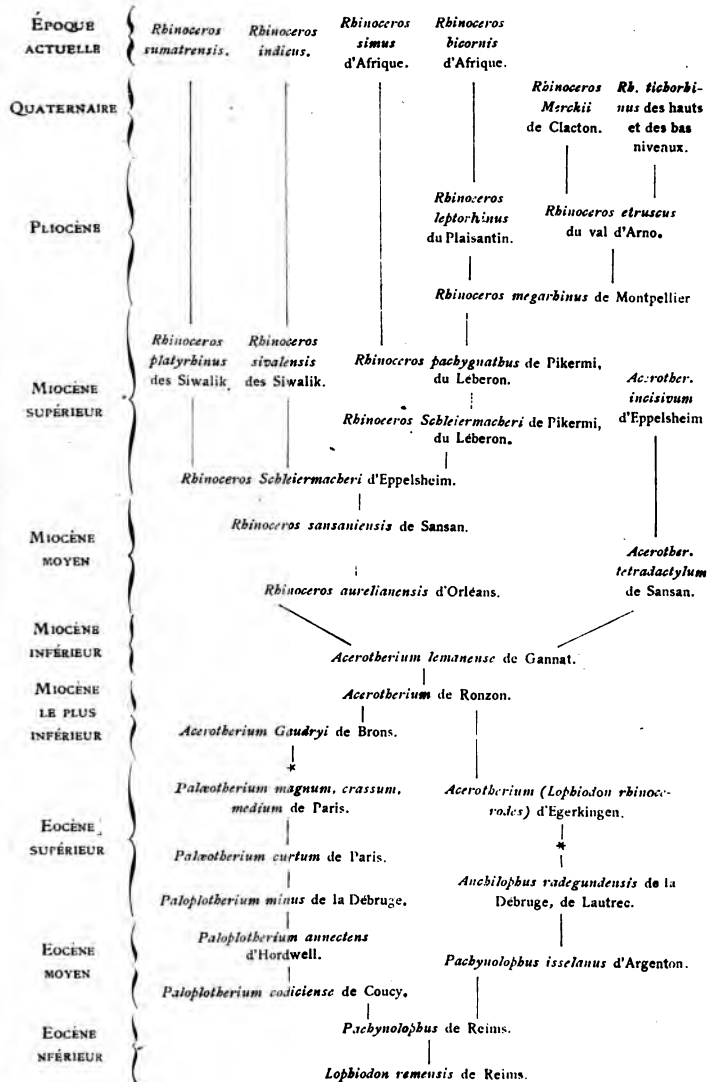 ÉPOQUE
ACTUELLE
Rhinoceros
sumatrensis.
Rhinoceros
indicus.
Rhinoceros
simus
d'Afrique.
Rhinoceros
bicornis
d'Afrique.
QUATERNAIRE
Rhinoceros
Merckii
de Clacton.
Rh. tichorhi-
nus des hauts
et des bas
nivenux.
PLIOCÈNE
Rhinoceros
leptorhinus
du Plaisantin.
Rhinoceros etruscus
du val d'Arno.
Rhinoceros megarhinus de Montpellier
MIOCÈNE
SUPÉRIEUR
Rhinoceros
platyrhinus
des Siwalik
Rhinoceros
sivalensis
des Siwalik.
Rhinoceros pachygnathus de Pikermi,
du Léberon.
Acerother.
incisivum
d'Eppelsheim
Rhinoceros Schleiermacheri de Pikermi,
du Léberon.
Rhinoceros Schleiermacheri d'Eppelsheim.
MIOCÈNE
MOYEN
Rhinoceros sansaniensis de Sansan.
Acerother.
tetradactylum
de Sansan.
Rhinoceros aurelianensis d'Orléans.
MIOCÈNE
INFÉRIEUR
Acerotherium lemanense de Gannat.
MIOCÈNE
LE PLUS
INFÉRIEUR
Acerotherium de Ronzon.
Acerotherium Gaudryi de Brons.
*
EOCÈNE
SUPÉRIEUR
Palæotherium magnum, crassum,
medium de Paris.
Acerotherium (Lophiodon rhinoce-
rodes) d'Egerkingen.
*
Palæotherium curtum de Paris.
Paloplotherium minus de la Débruge.
Anchilophus radegundensis de la
Débruge, de Lautrec.
EOCÈNE
MOYEN
Paloplotherium annectens
d'Hordwell.
Pachynolophus isselanus d'Argenton.
Paloplotherium codiciense de Coucy.
EOCÈNE
NFÉRIEUR
Pachynolophus de Reims.
Lophiodon remensis de Reims.